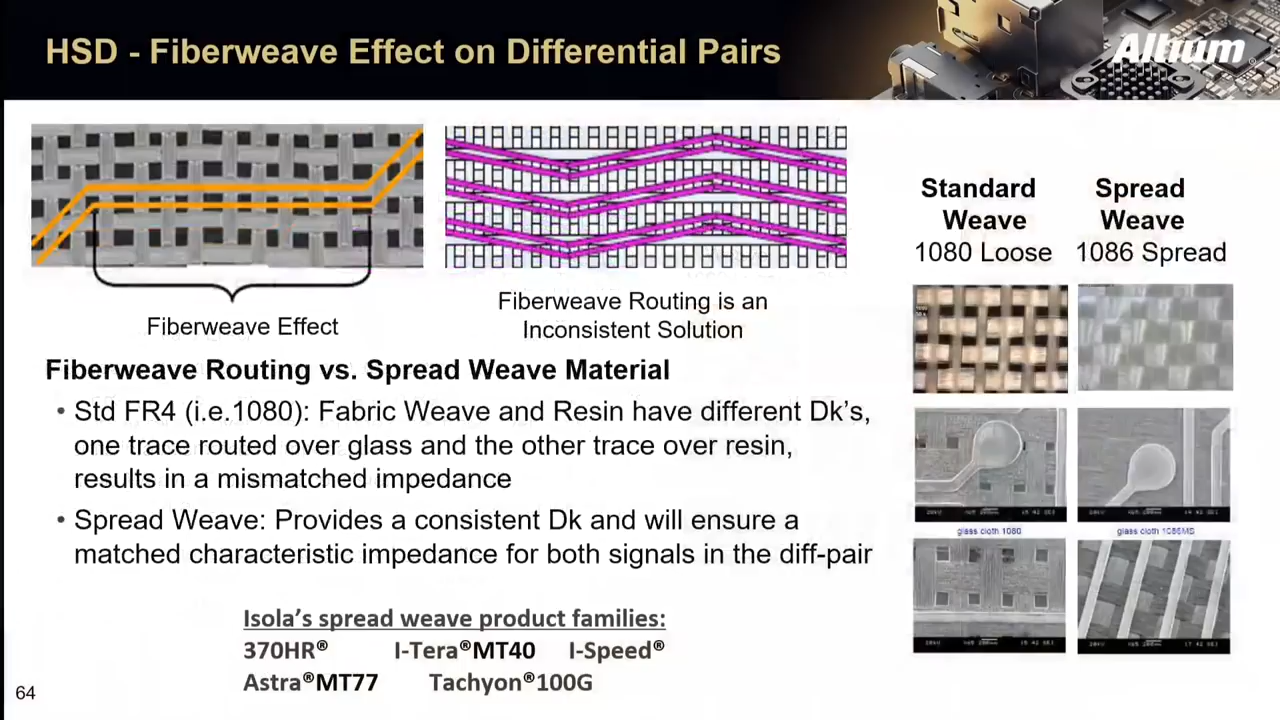 HSD - Fiberweave Effect on Differential Pairs
Altium
Fiberweave Effect
Fiberweave Routing is an
Inconsistent Solution
Standard
Weave
1080 Loose
Spread
Weave
1086 Spread
Fiberweave Routing vs. Spread Weave Material
• Std FR4 (i.e.1080): Fabric Weave and Resin have different Dk's,
one trace routed over glass and the other trace over resin,
results in a mismatched impedance
• Spread Weave: Provides a consistent Dk and will ensure a
matched characteristic impedance for both signals in the diff-pair
glass cloth 1080
glass cloth 1086MS
Isola's spread weave product families:
370HR® I-Tera®MT40 I-Speed®
Astra®MT77 Tachyon®100G
64